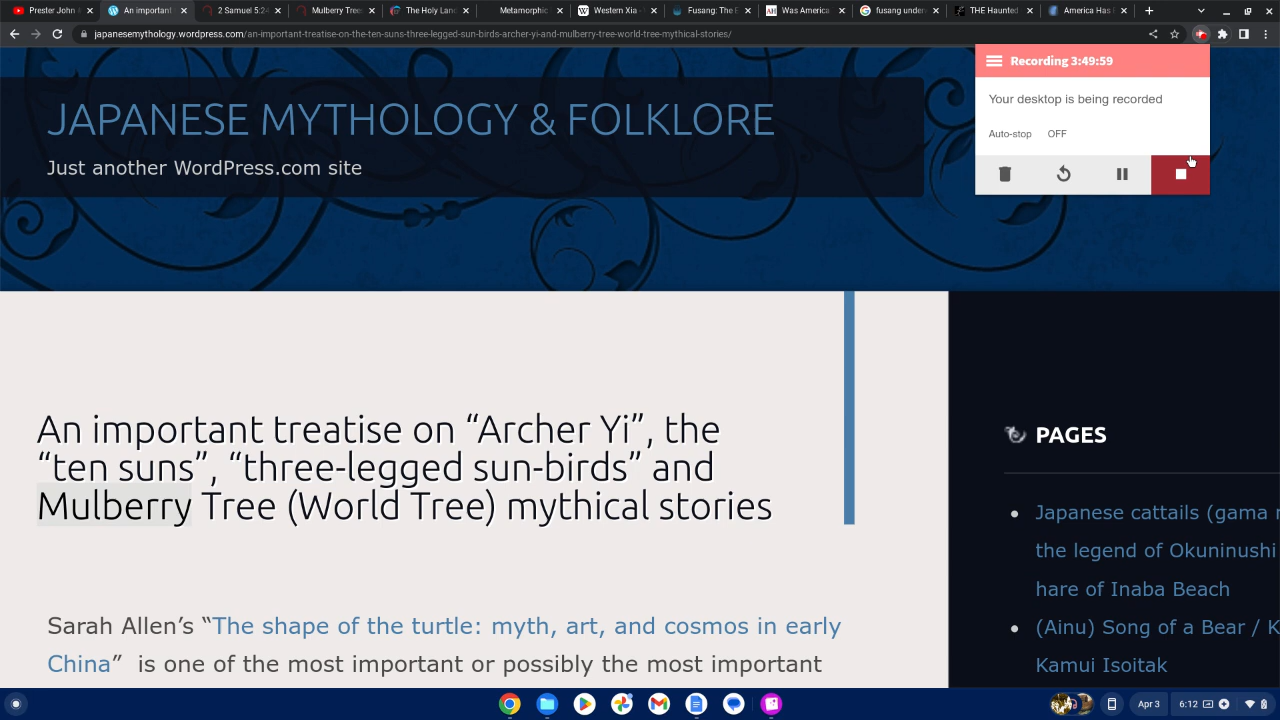 Prester John A
An important
2 Samuel 5:24
Mulberry Tree
The Holy Lan
Metamorphic
Western Xia -
Fusang: The E
Was America
fusang under
THE Haunted
America Has
japanesemythology.wordpress.com/an-important-treatise-on-the-ten-suns-three-legged-sun-birds-archer-yi-and-mulberry-tree-world-tree-mythical-stories/
Recording 3:49:59
Your desktop is being recorded
Auto-stop OFF
JAPANESE MYTHOLOGY & FOLKLORE
Just another WordPress.com site
An important treatise on “Archer Yi”, the
“ten suns”, “three-legged sun-birds” and
Mulberry Tree (World Tree) mythical stories
Sarah Allen’s “The shape of the turtle: myth, art, and cosmos in early
China” is one of the most important or possibly the most important
PAGES
Japanese cattails (gama
the legend of Okuninushi
hare of Inaba Beach
(Ainu) Song of a Bear / K
Kamui Isoitak
Apr 3
6:12